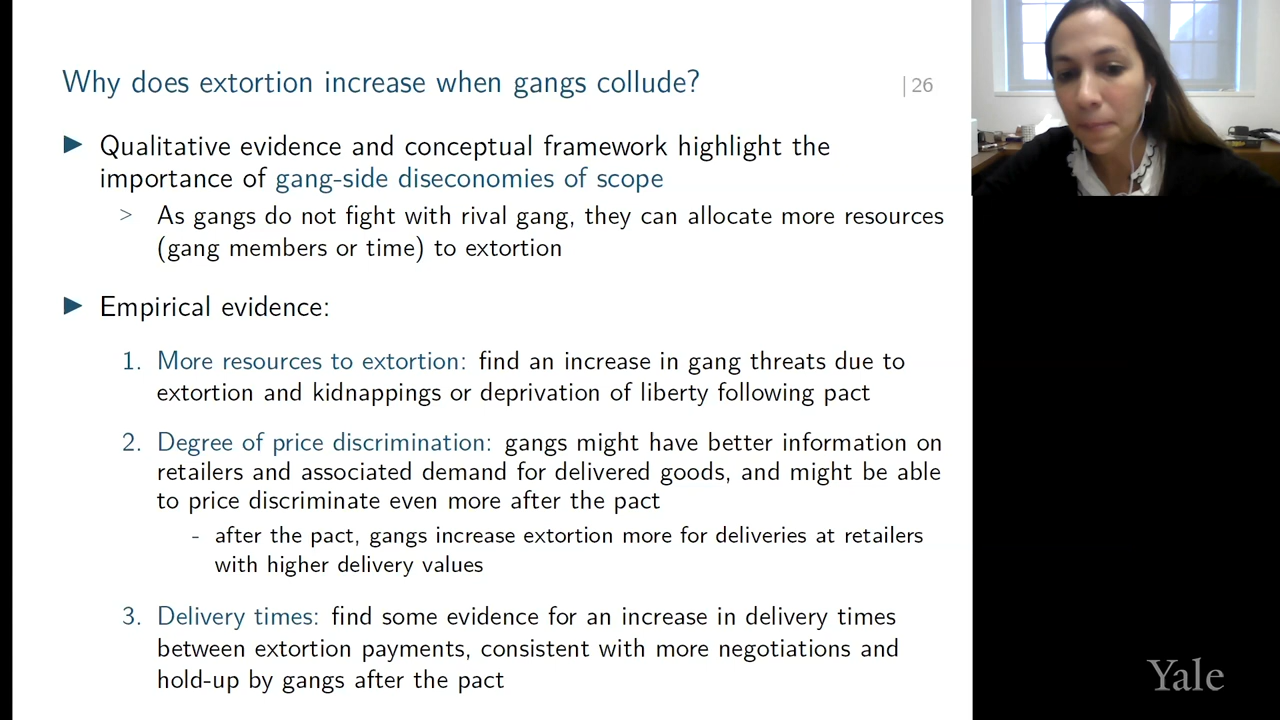 Why does extortion increase when gangs collude?
| 26
▶ Qualitative evidence and conceptual framework highlight the
importance of gang-side diseconomies of scope
> As gangs do not fight with rival gang, they can allocate more resources
(gang members or time) to extortion
▶ Empirical evidence:
1. More resources to extortion: find an increase in gang threats due to
extortion and kidnappings or deprivation of liberty following pact
2. Degree of price discrimination: gangs might have better information on
retailers and associated demand for delivered goods, and might be able
to price discriminate even more after the pact
- after the pact, gangs increase extortion more for deliveries at retailers
with higher delivery values
3. Delivery times: find some evidence for an increase in delivery times
between extortion payments, consistent with more negotiations and
hold-up by gangs after the pact
Yale